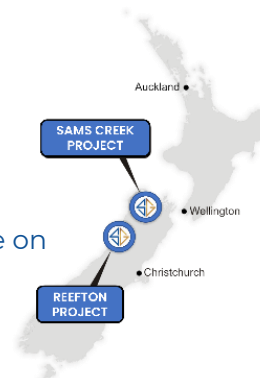 Auckland
SAMS CREEK
PROJECT
Wellington
e on
Christchurch
REEFTON
PROJECT